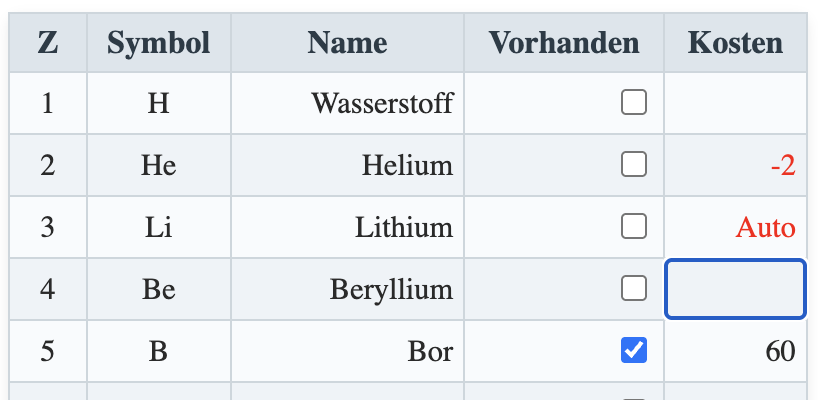 Z Symbol Name Vorhanden Kosten
1 H Wasserstoff
2 He Helium -2
3 Li Lithium Auto
4 Be Beryllium
5 B Bor 60